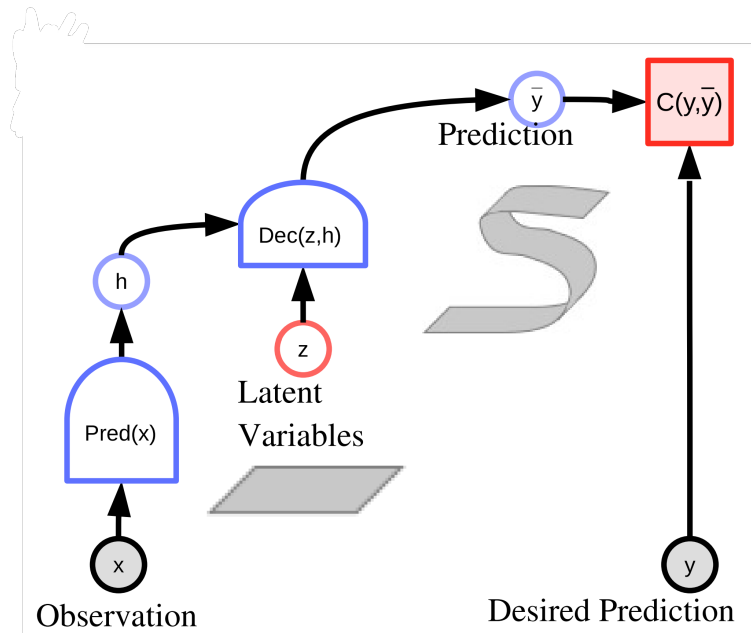 ȳ
C(y,ȳ)
Prediction
Dec(z,h)
h
z
Latent
Variables
Pred(x)
x
y
Observation
Desired Prediction